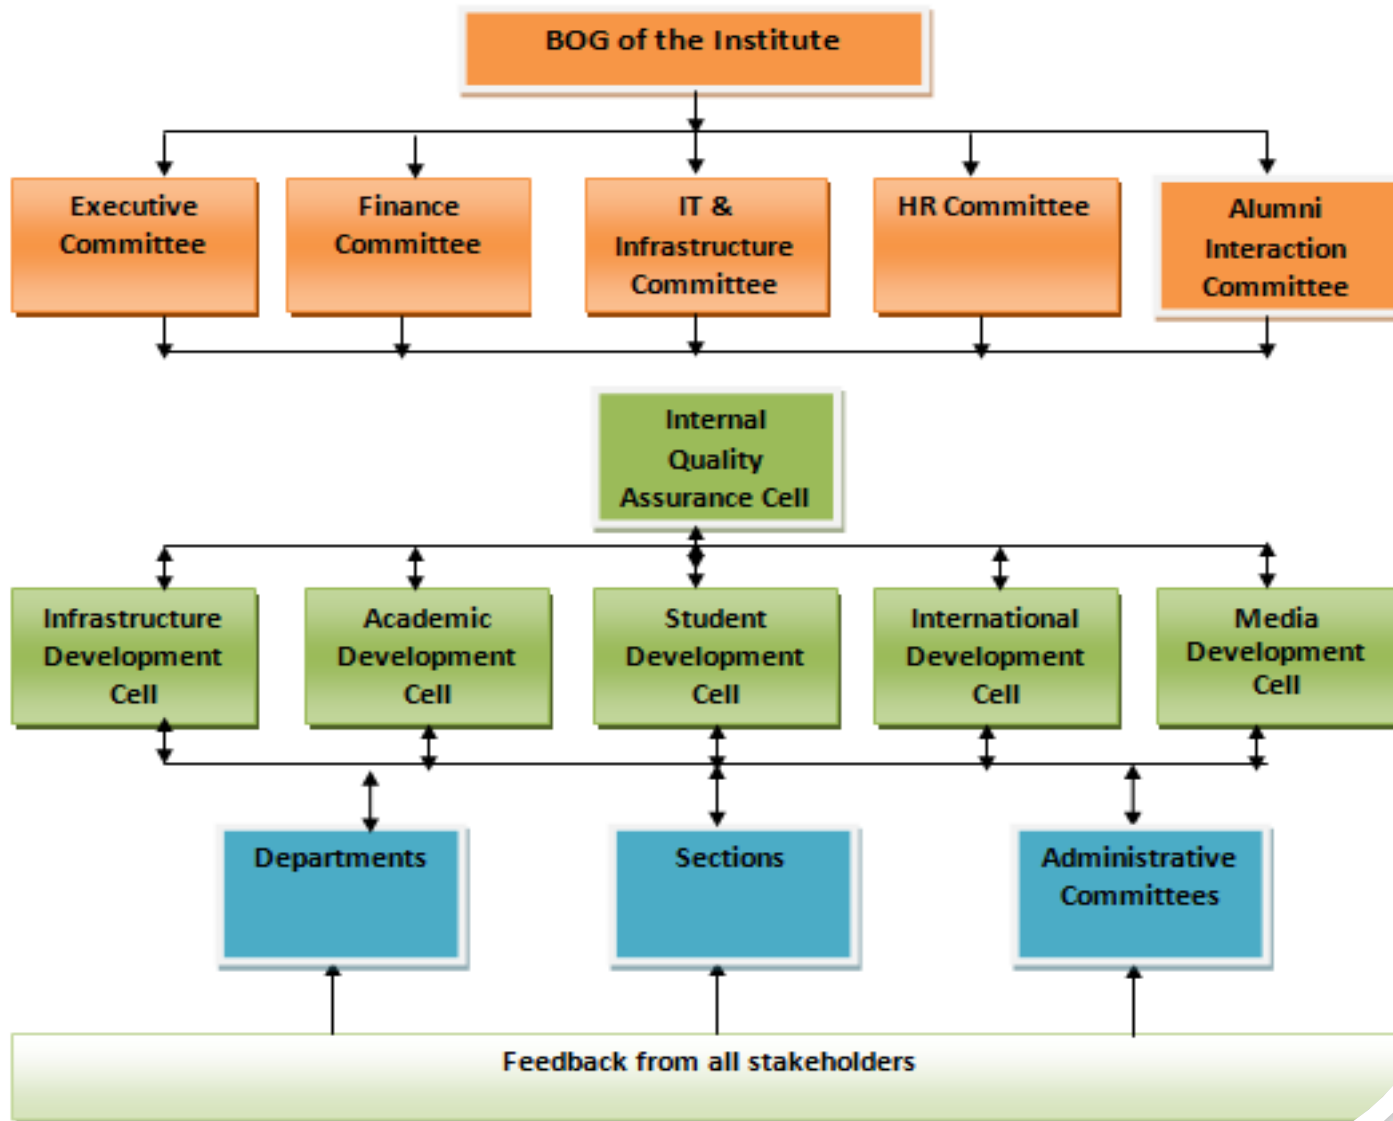 BOG of the Institute
Executive
Committee
Finance
Committee
IT &
Infrastructure
Committee
HR Committee
Alumni
Interaction
Committee
Internal
Quality
Assurance Cell
Infrastructure
Development
Cell
Academic
Development
Cell
Student
Development
Cell
International
Development
Cell
Media
Development
Cell
Departments
Sections
Administrative
Committees
Feedback from all stakeholders